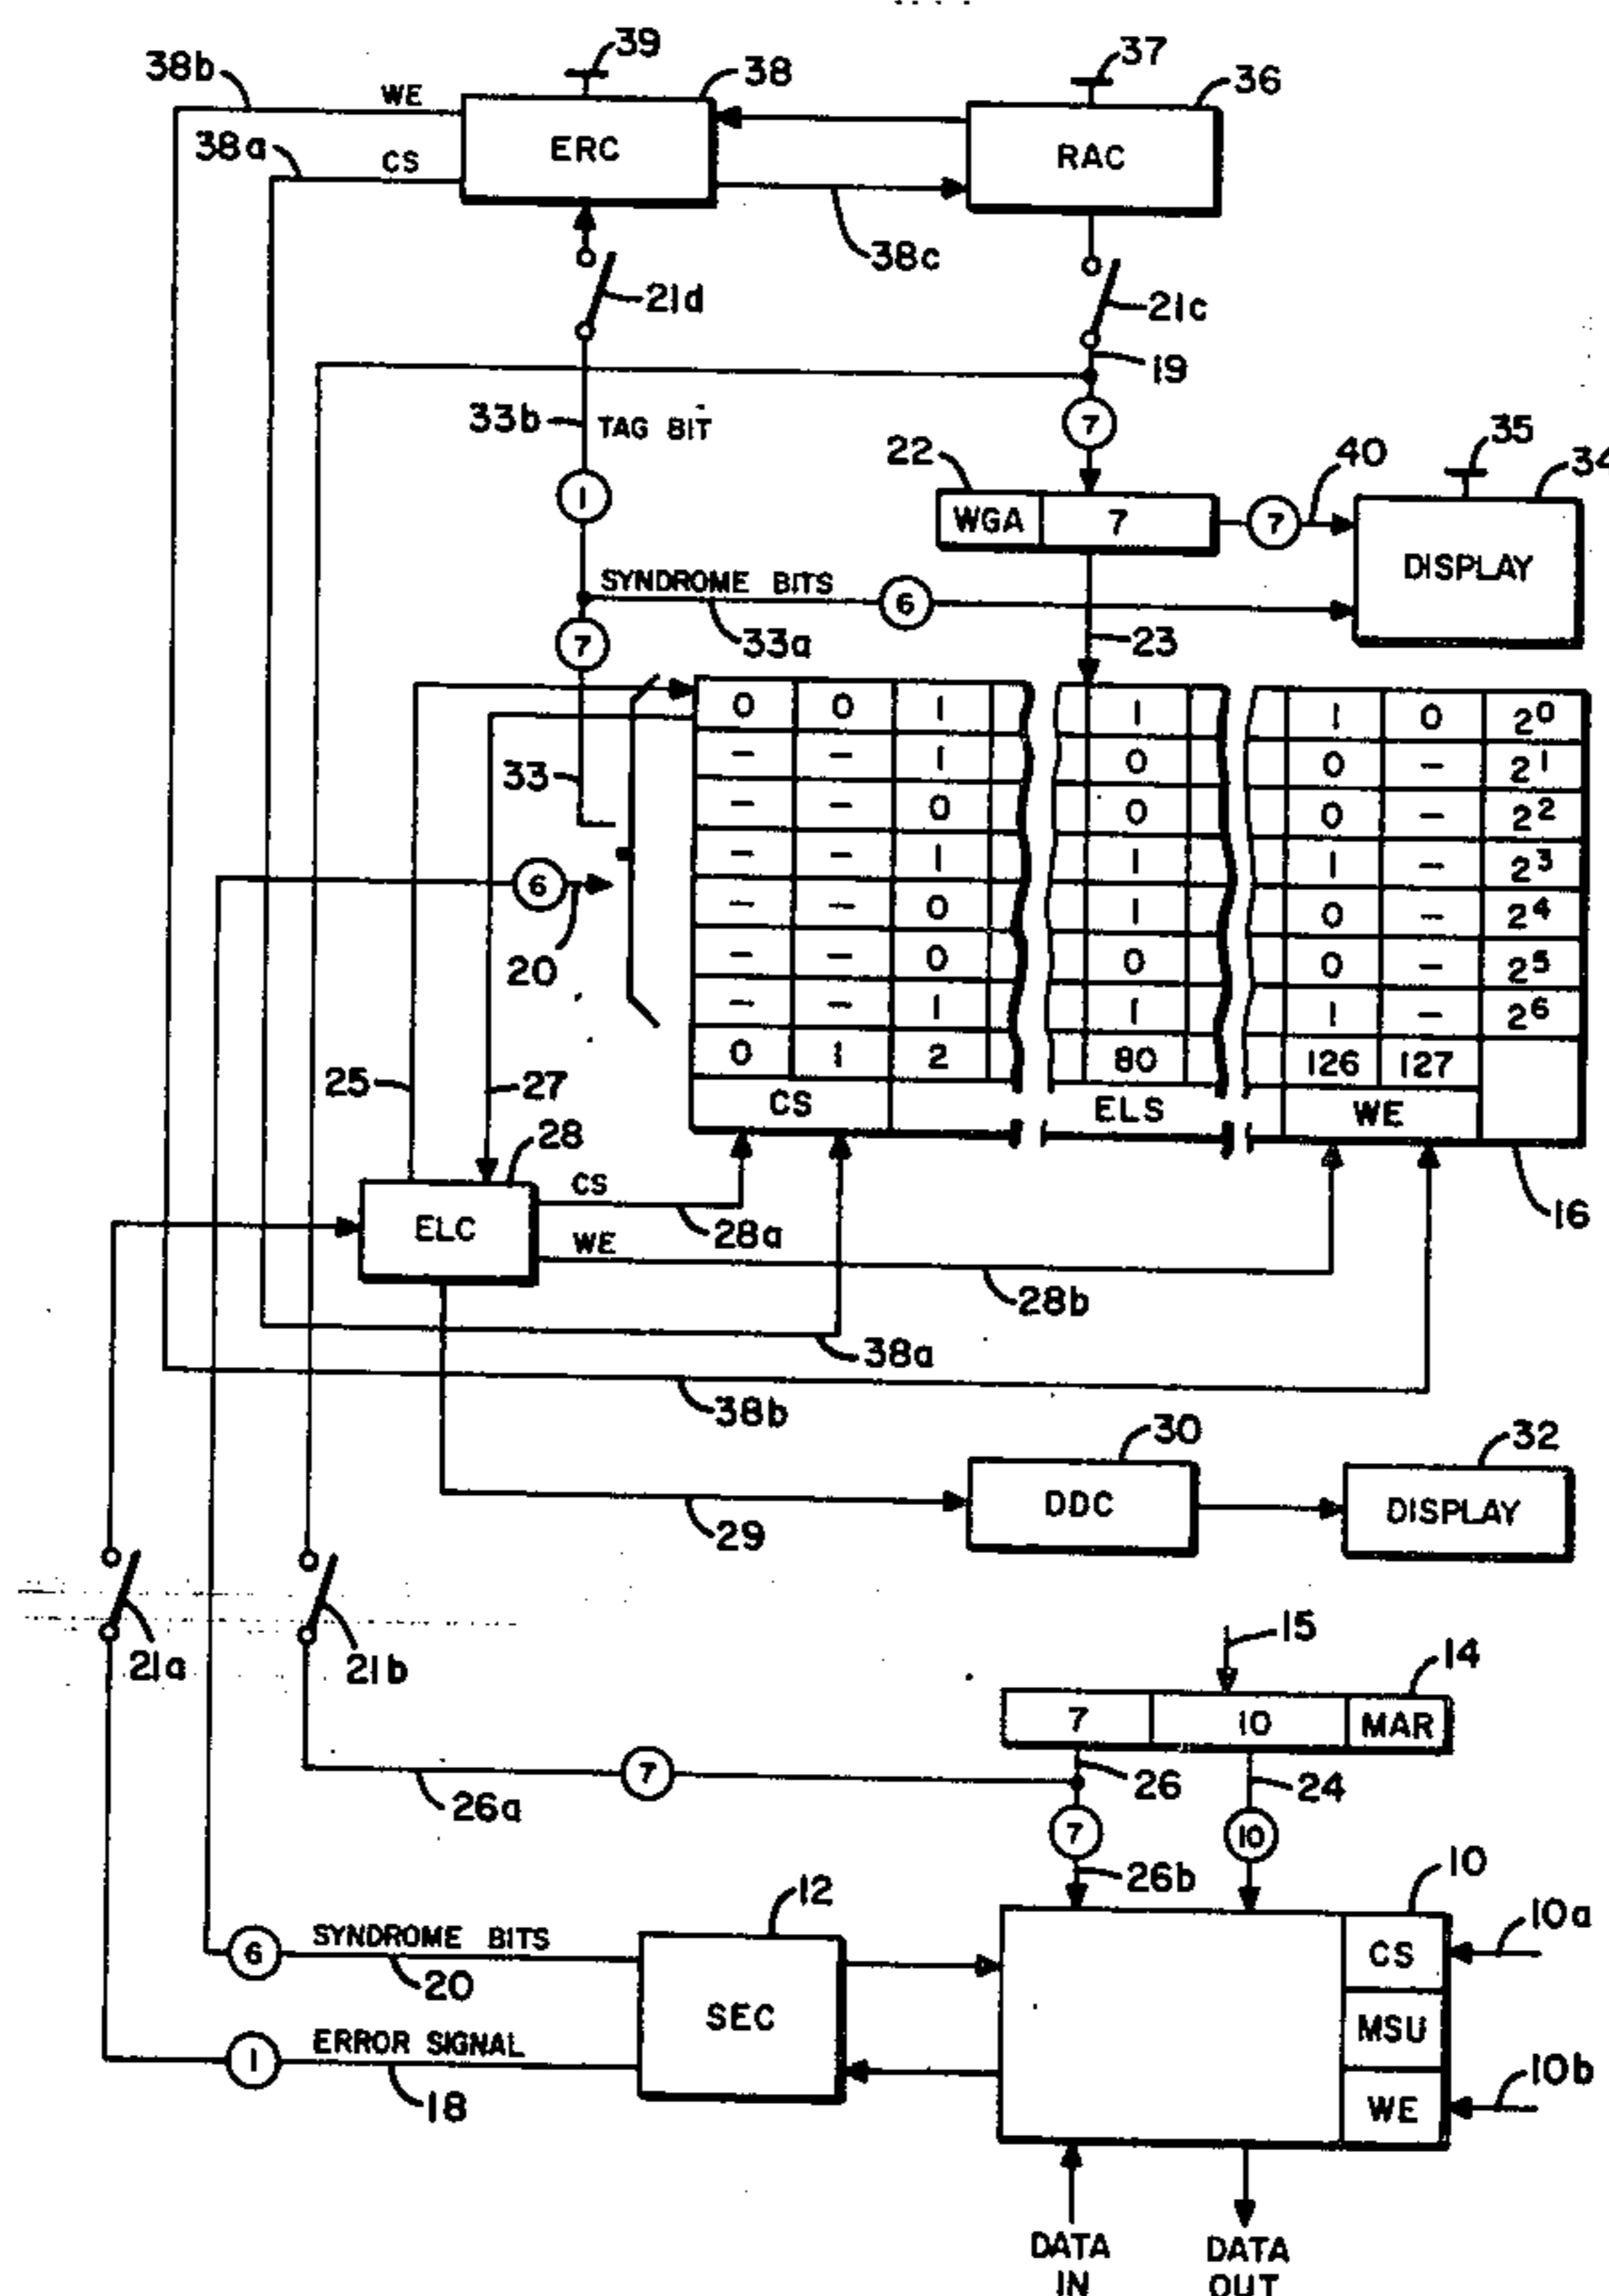 39
38b WE 38 37 36
38a CS ERC RAC
38c
21d 21c
19
33b TAG BIT 7
22 40 35 34
1
WGA 7 7
DISPLAY
SYNDROME BITS 6
33a 23
7
0 0 1 1 1 0 2⁰
- - 1 0 0 - 2¹
33
- - 0 0 0 - 2²
- - 1 1 1 - 2³
6
- - 0 1 0 - 2⁴
20
- - 0 0 0 - 2⁵
- - 1 1 1 - 2⁶
0 1 2 80 126 127
25 27
CS ELS WE
28
CS
ELC 28a 16
WE
28b
38a
38b
30 32
DDC DISPLAY
29
21a 21b
15
14
7 10 MAR
7
26a 26 24
7 10
26b
12 10
10a
6 SYNDROME BITS CS
20
SEC MSU
1 ERROR SIGNAL
18 WE 10b
DATA IN
DATA OUT